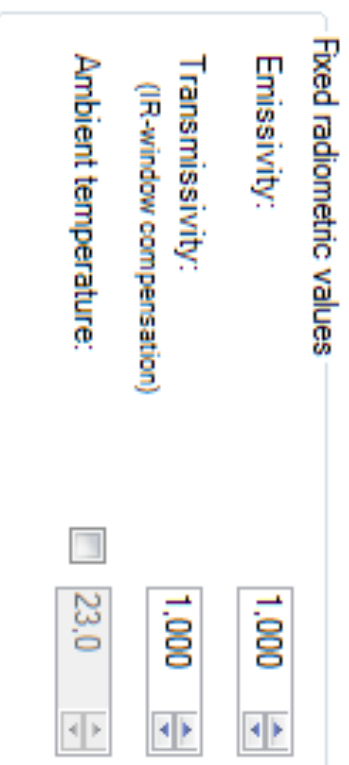 Fixed radiometric values
Emissivity: 1,000
Transmissivity: 1,000
(IR-window compensation)
Ambient temperature: 23,0